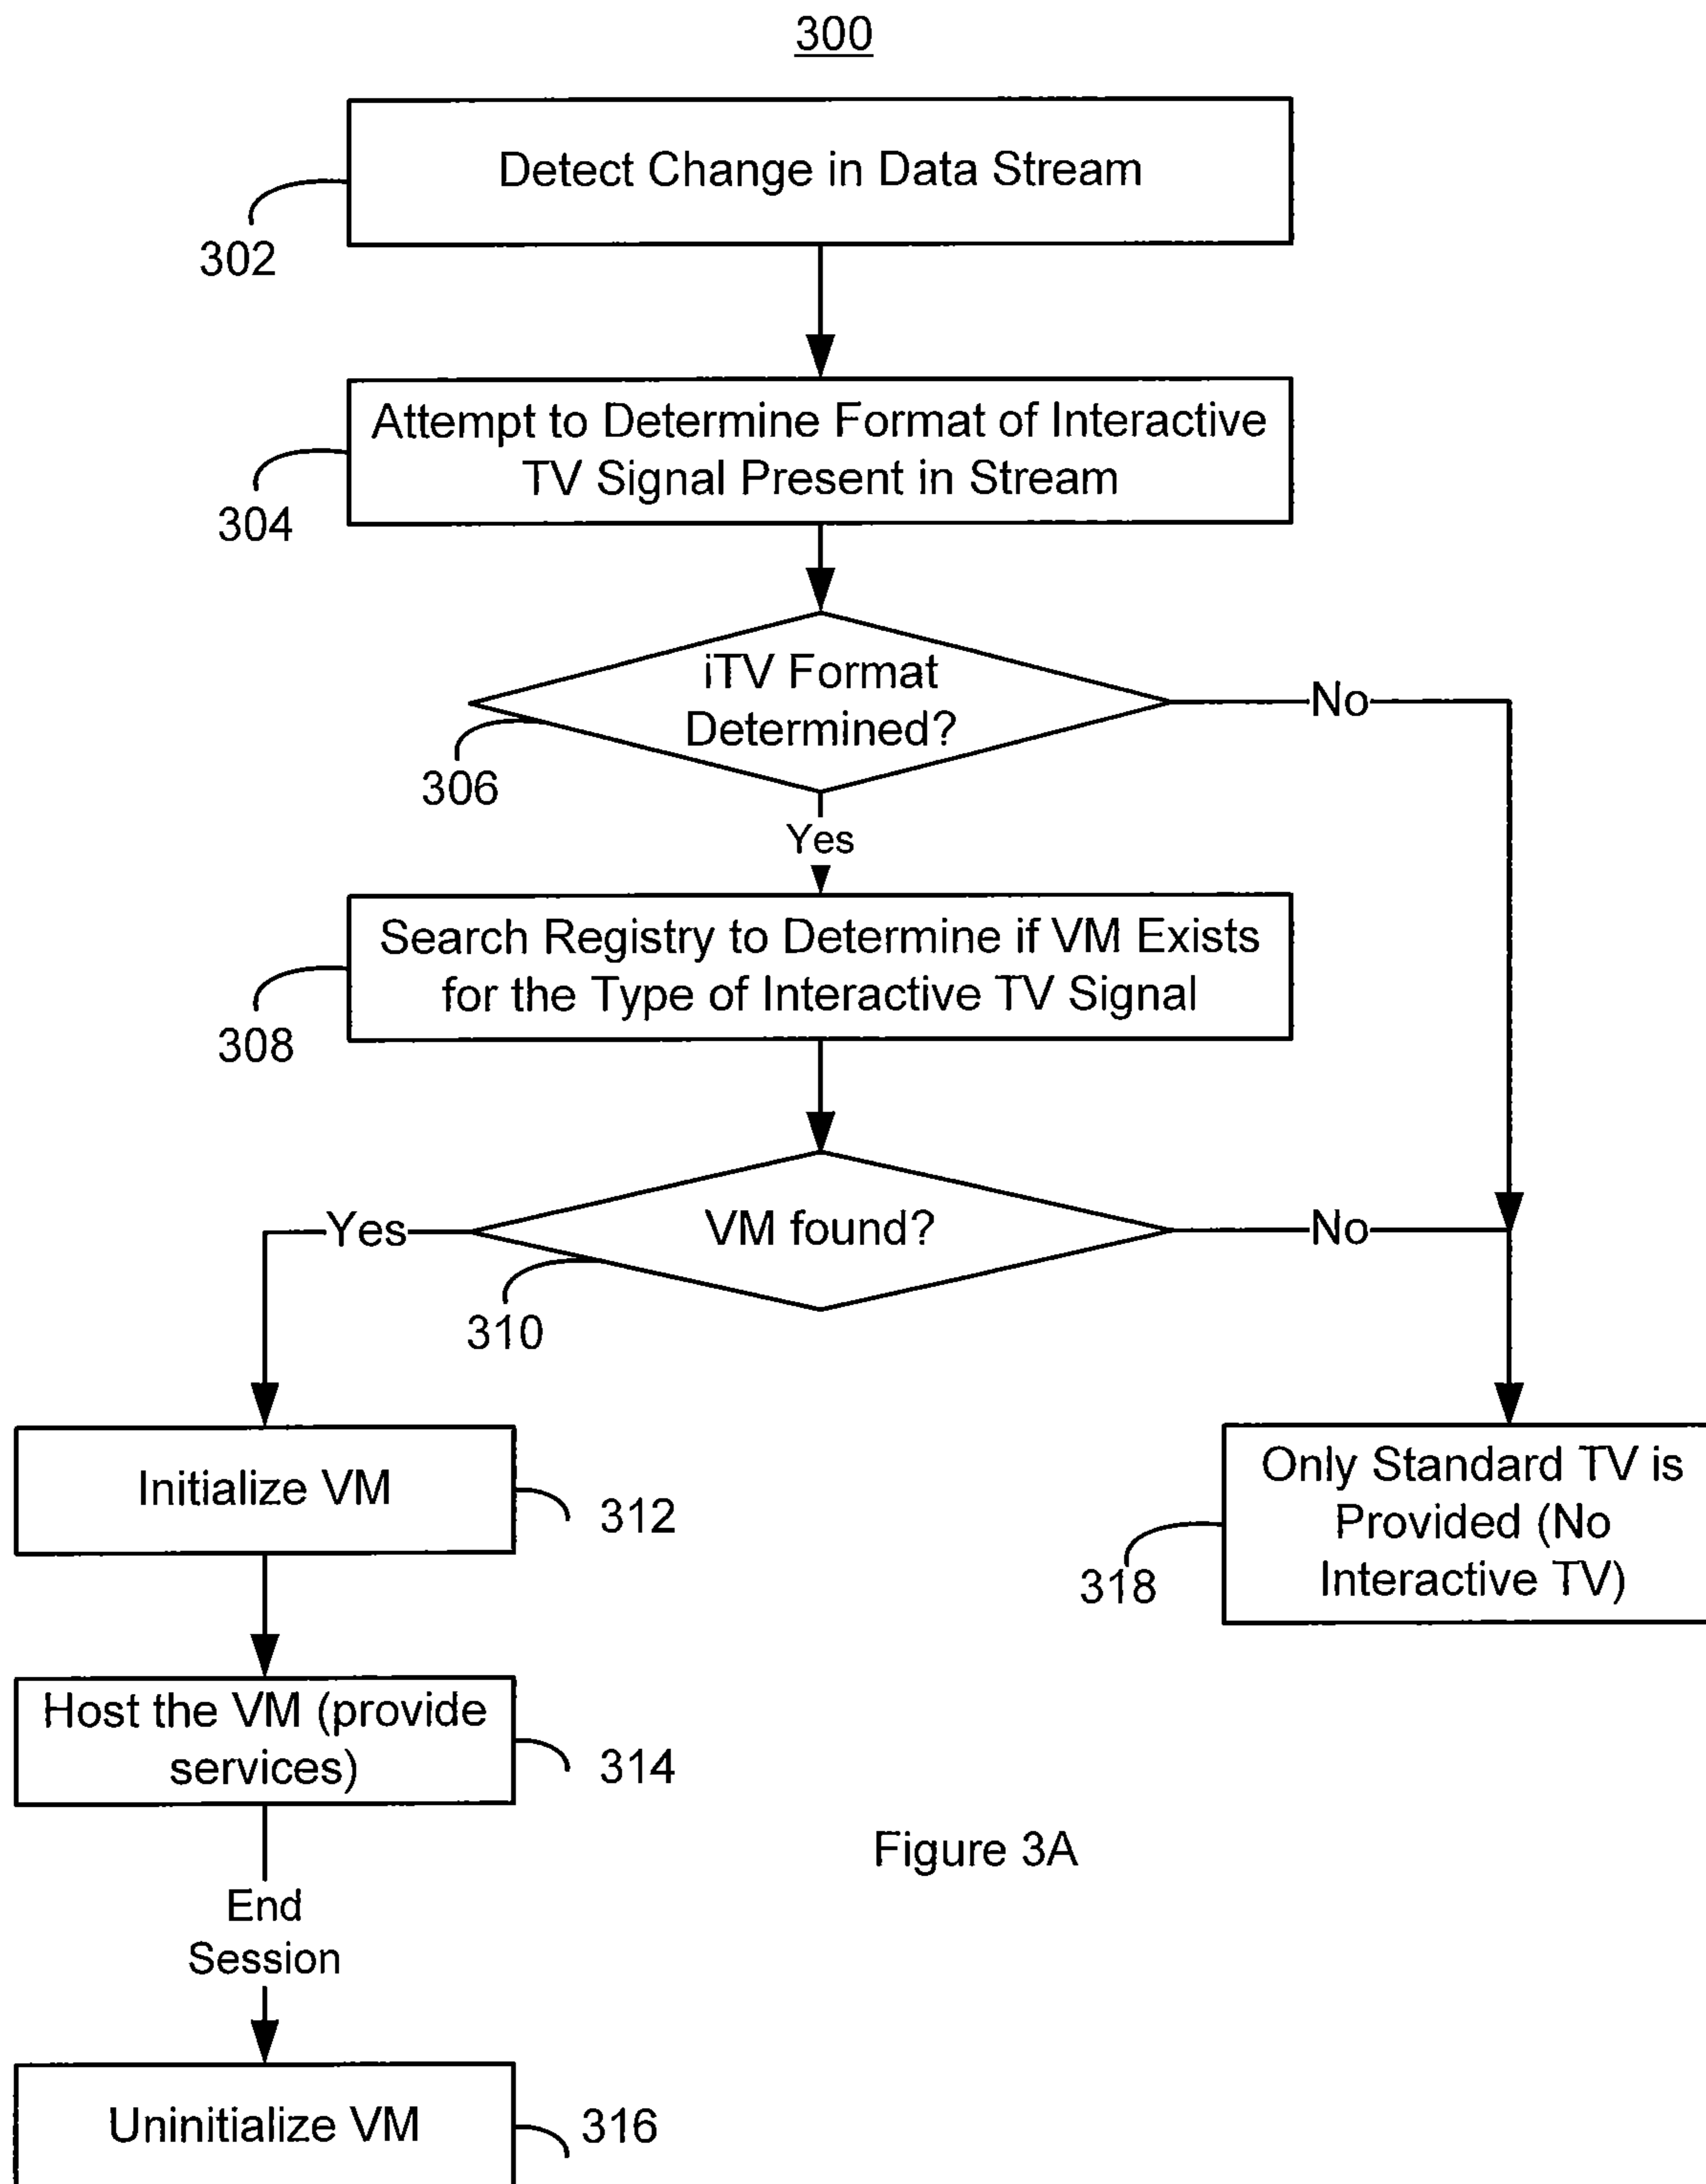 300
Detect Change in Data Stream
302
Attempt to Determine Format of Interactive
TV Signal Present in Stream
304
iTV Format
Determined?
No
306
Yes
Search Registry to Determine if VM Exists
for the Type of Interactive TV Signal
308
Yes
VM found?
No
310
Initialize VM
312
Only Standard TV is
Provided (No
Interactive TV)
318
Host the VM (provide
services)
314
Figure 3A
End
Session
Uninitialize VM
316